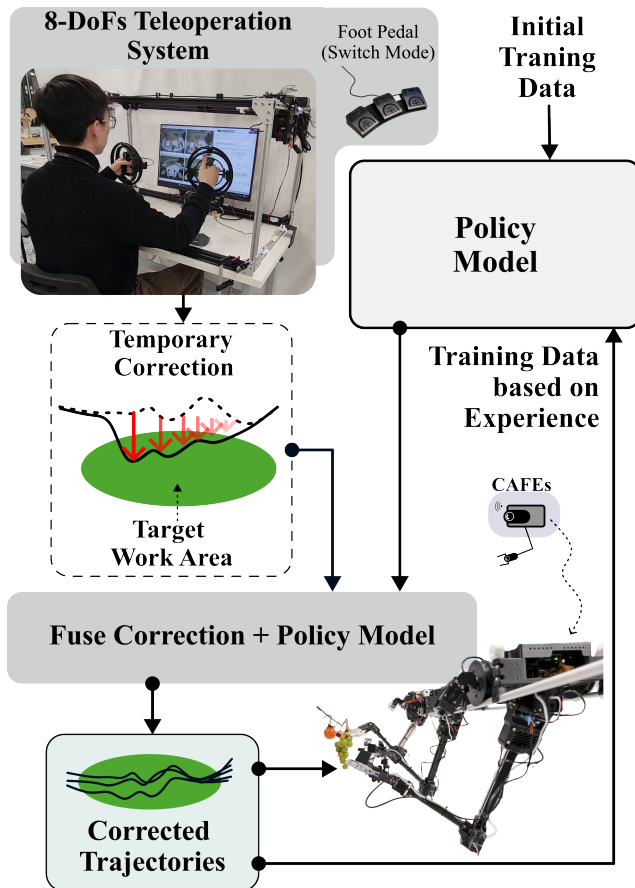 8-DoFs Teleoperation
System
Foot Pedal
(Switch Mode)
Initial
Traning
Data
Policy
Model
Temporary
Correction
Target
Work Area
Training Data
based on
Experience
CAFEs
Fuse Correction + Policy Model
Corrected
Trajectories